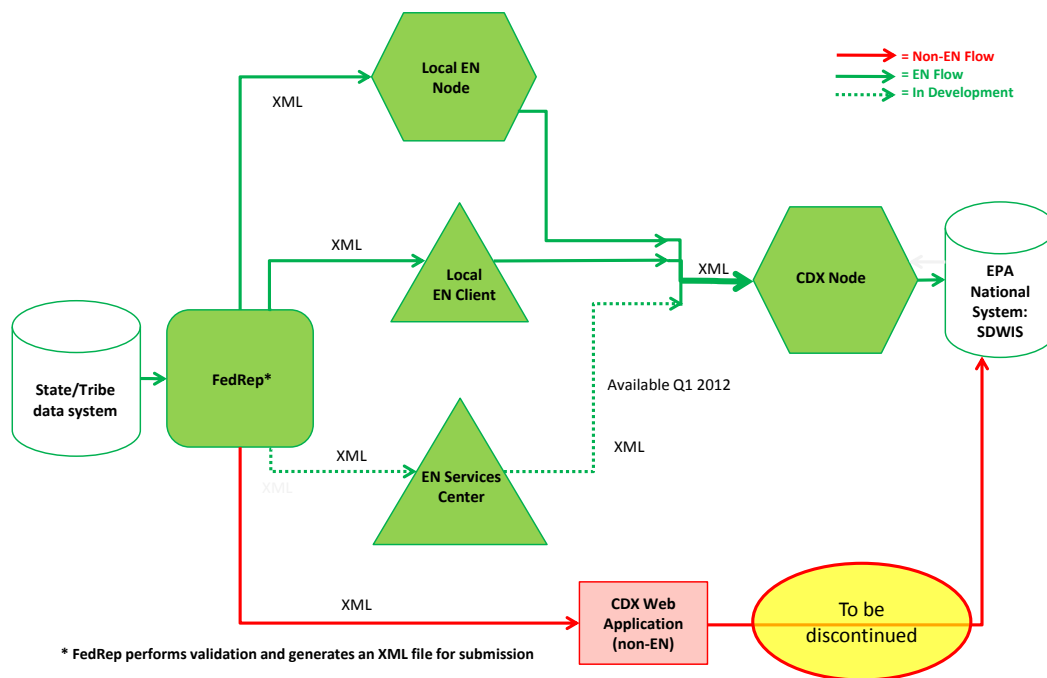 Local EN
Node
= Non-EN Flow
= EN Flow
= In Development
XML
XML
Local
EN Client
XML
CDX Node
EPA
National
System:
SDWIS
State/Tribe
data system
FedRep*
Available Q1 2012
XML
XML
XML
EN Services
Center
XML
CDX Web
Application
(non-EN)
To be
discontinued
* FedRep performs validation and generates an XML file for submission